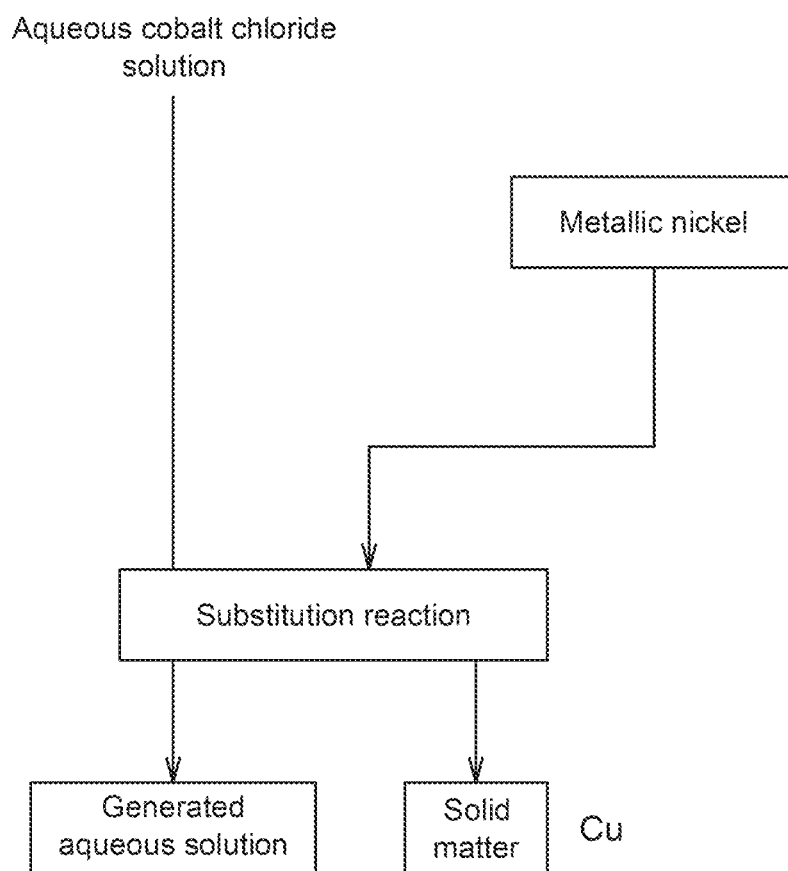 Aqueous cobalt chloride
solution
Metallic nickel
Substitution reaction
Generated
aqueous solution
Solid
matter
Cu